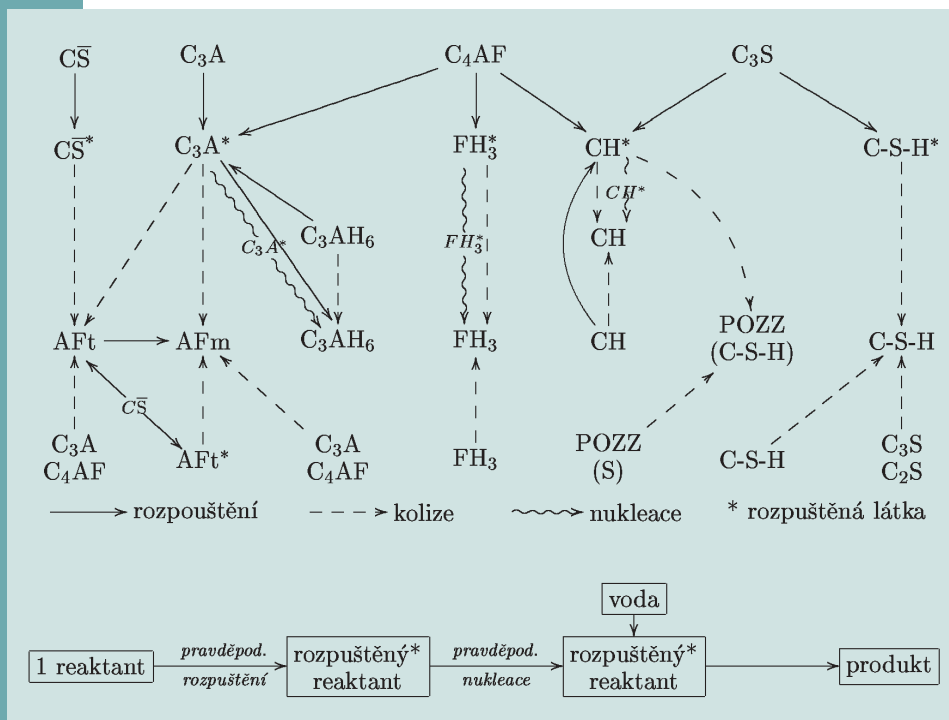 CS̅ C₃A C₄AF C₃S
CS̅* C₃A* FH₃* CH* C-S-H*
CH*
C₃A* C₃AH₆ FH₃* CH
POZZ
AFt AFm C₃AH₆ FH₃ CH (C-S-H) C-S-H
CS̅
C₃A C₃A POZZ C₃S
C₄AF AFt* C₄AF FH₃ (S) C-S-H C₂S
rozpouštění kolize nukleace * rozpuštěná látka
voda
1 reaktant pravděpod. rozpuštění rozpuštěný* reaktant pravděpod. nukleace rozpuštěný* reaktant produkt